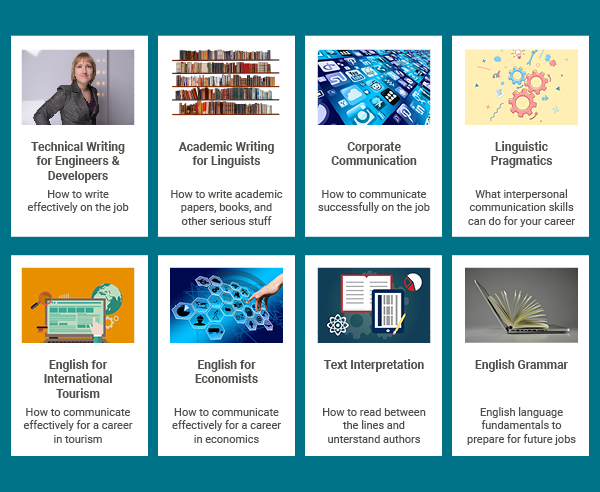 Technical Writing
for Engineers &
Developers
How to write
effectively on the job
Academic Writing
for Linguists
How to write academic
papers, books, and
other serious stuff
Corporate
Communication
How to communicate
successfully on the job
Linguistic
Pragmatics
What interpersonal
communication skills
can do for your career
English for
International
Tourism
How to communicate
effectively for a career
in tourism
English for
Economists
How to communicate
effectively for a career
in economics
Text Interpretation
How to read between
the lines and
unterstand authors
English Grammar
English language
fundamentals to
prepare for future jobs